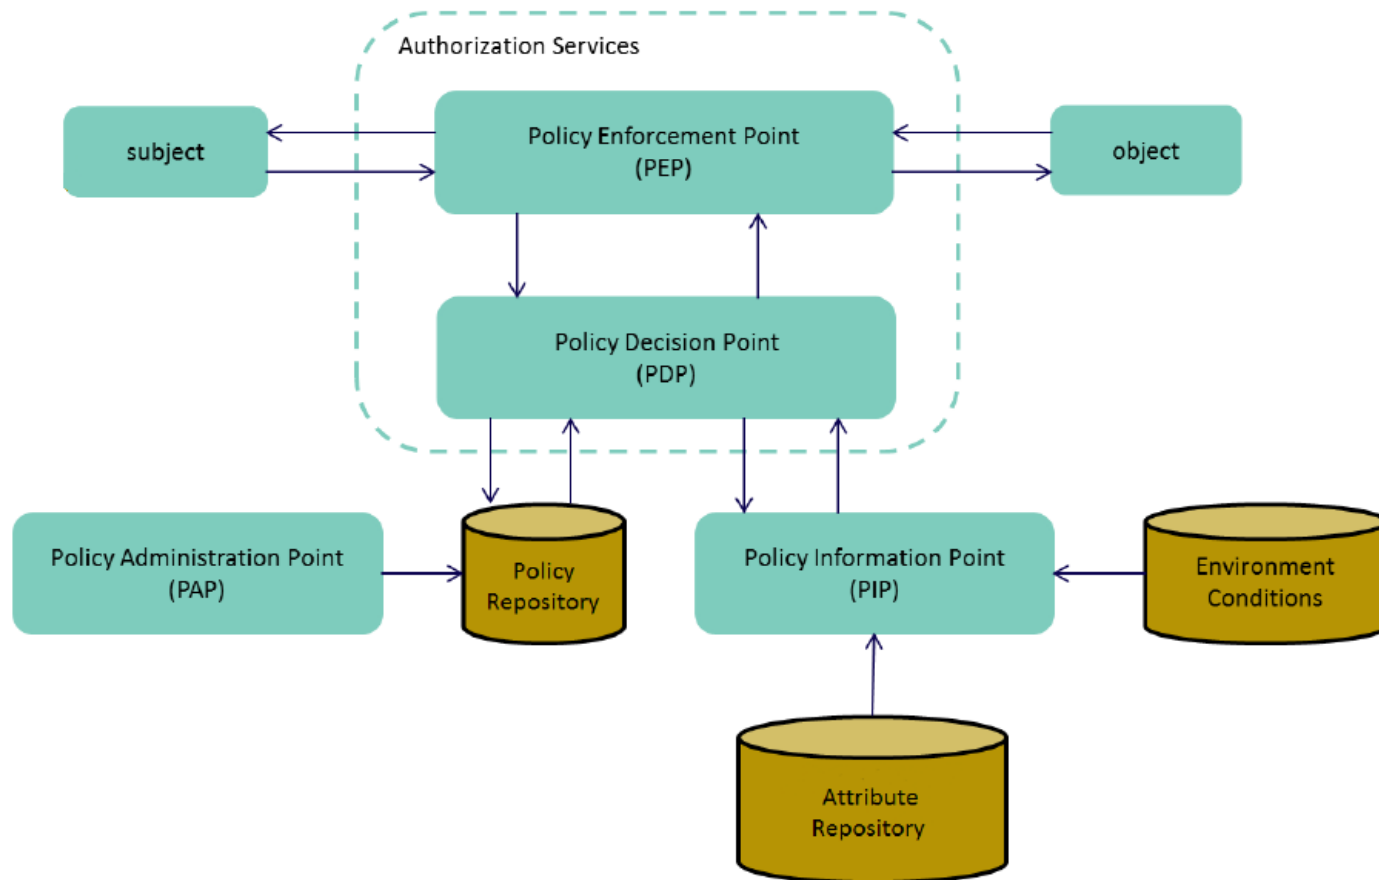 Authorization Services
subject
Policy Enforcement Point
(PEP)
object
Policy Decision Point
(PDP)
Policy Administration Point
(PAP)
Policy
Repository
Policy Information Point
(PIP)
Environment
Conditions
Attribute
Repository